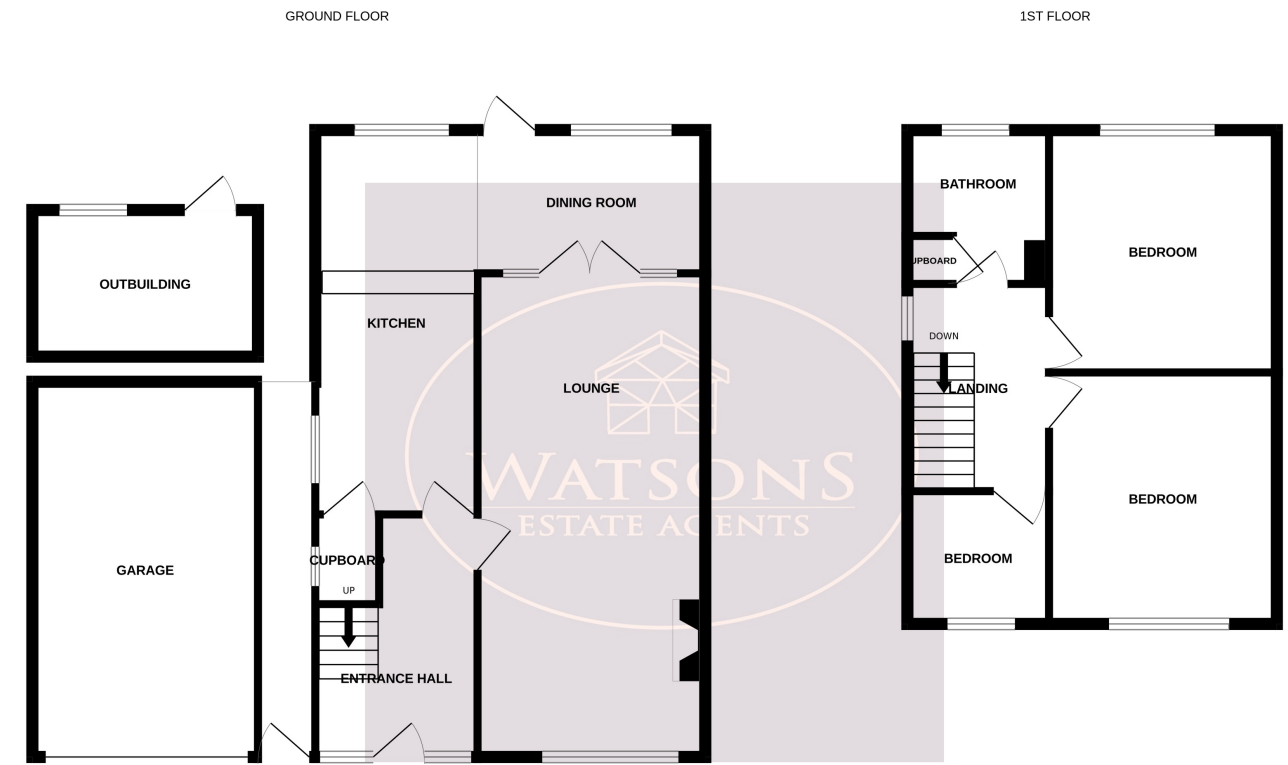 GROUND FLOOR
1ST FLOOR
OUTBUILDING
GARAGE
DINING ROOM
KITCHEN
LOUNGE
WATSONS
ESTATE AGENTS
CUPBOARD
UP
ENTRANCE HALL
BATHROOM
UPBOARD
BEDROOM
DOWN
LANDING
BEDROOM
BEDROOM